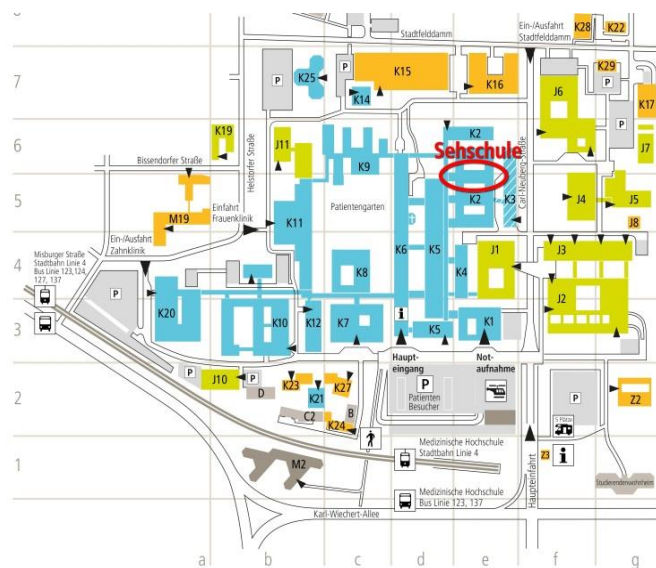 Stadtfelddamm
Ein-/Ausfahrt
Stadtfelddamm
K28
K22
7
P
K25
P
K14
K15
K16
J6
K29
P
P
K17
6
K19
J11
Helstorfer Straße
K9
K2
Sehschule
Carl-Neuberg-Straße
J7
Bissendorfer Straße
5
M19
Einfahrt
Frauenklinik
K11
Patientengarten
K2
K3
J4
J5
J8
Ein-/Ausfahrt
Zahnklinik
4
Misburger Straße
Stadtbahn Linie 4
Bus Linie 123,124,
127, 137
K8
K6
K5
K4
J1
J3
P
J2
3
K20
K10
K12
K7
i
K5
K1
Haupt-
eingang
Not-
aufnahme
2
P
J10
P
D
K23
K21
K27
C2
B
K24
P
Patienten
Besucher
P
5 Plätze
Z2
1
M2
Medizinische Hochschule
Stadtbahn Linie 4
Z3
i
Haupteinfahrt
Studierendenwohnheim
Medizinische Hochschule
Bus Linie 123, 137
Karl-Wiechert-Allee
a
b
c
d
e
f
g